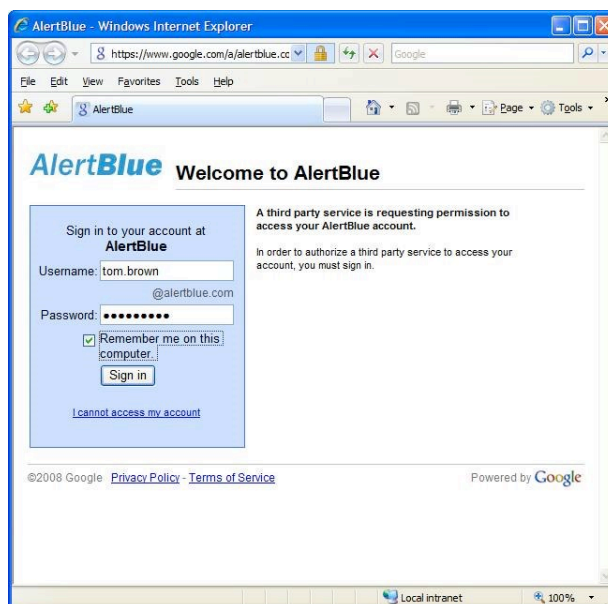 AlertBlue - Windows Internet Explorer
https://www.google.com/a/alertblue.cc
Google
File Edit View Favorites Tools Help
AlertBlue
Page Tools
AlertBlue Welcome to AlertBlue
Sign in to your account at
AlertBlue
Username: tom.brown
@alertblue.com
Password: •••••••••
Remember me on this
computer.
Sign in
I cannot access my account
A third party service is requesting permission to
access your AlertBlue account.
In order to authorize a third party service to access your
account, you must sign in.
©2008 Google Privacy Policy - Terms of Service
Powered by Google
Local intranet 100%